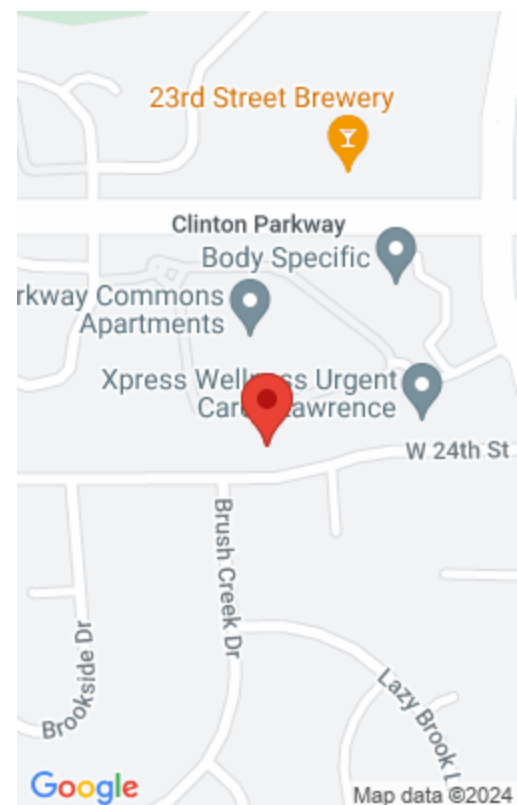 23rd Street Brewery
Clinton Parkway
Body Specific
rkway Commons
Apartments
Xpress Wellness Urgent
Care Lawrence
W 24th St
Brush Creek Dr
Brookside Dr
Lazy Brook L
Google
Map data ©2024